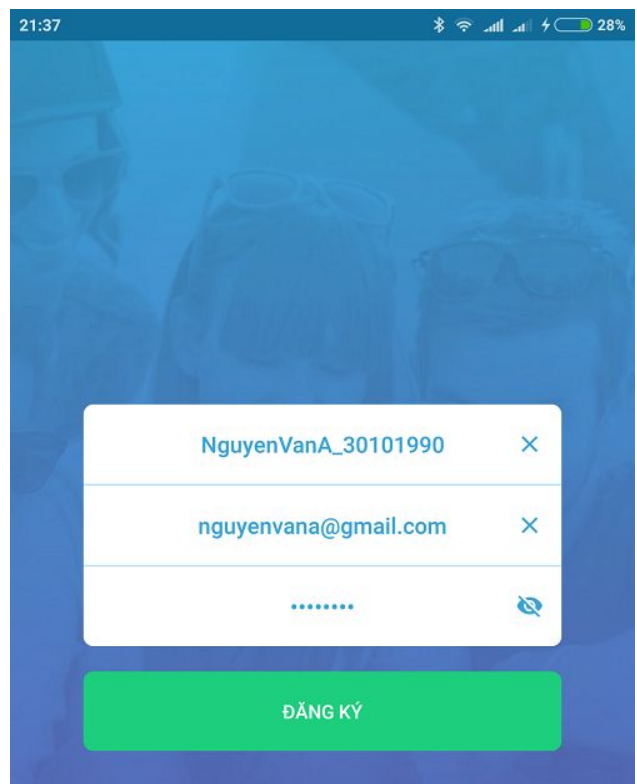 21:37
28%
NguyenVanA_30101990
nguyenvana@gmail.com
••••••••
ĐĂNG KÝ